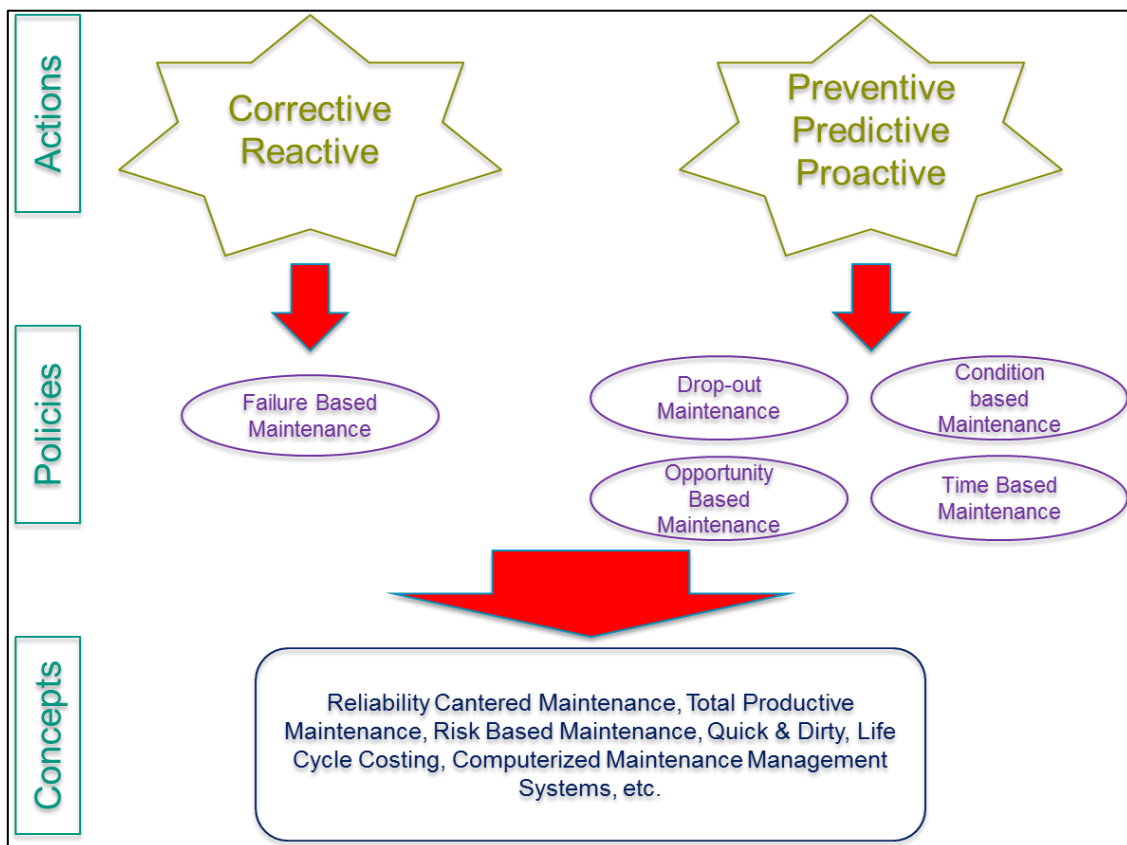 Actions
Corrective
Reactive
Preventive
Predictive
Proactive
Policies
Failure Based
Maintenance
Drop-out
Maintenance
Condition
based
Maintenance
Opportunity
Based
Maintenance
Time Based
Maintenance
Concepts
Reliability Cantered Maintenance, Total Productive
Maintenance, Risk Based Maintenance, Quick & Dirty, Life
Cycle Costing, Computerized Maintenance Management
Systems, etc.